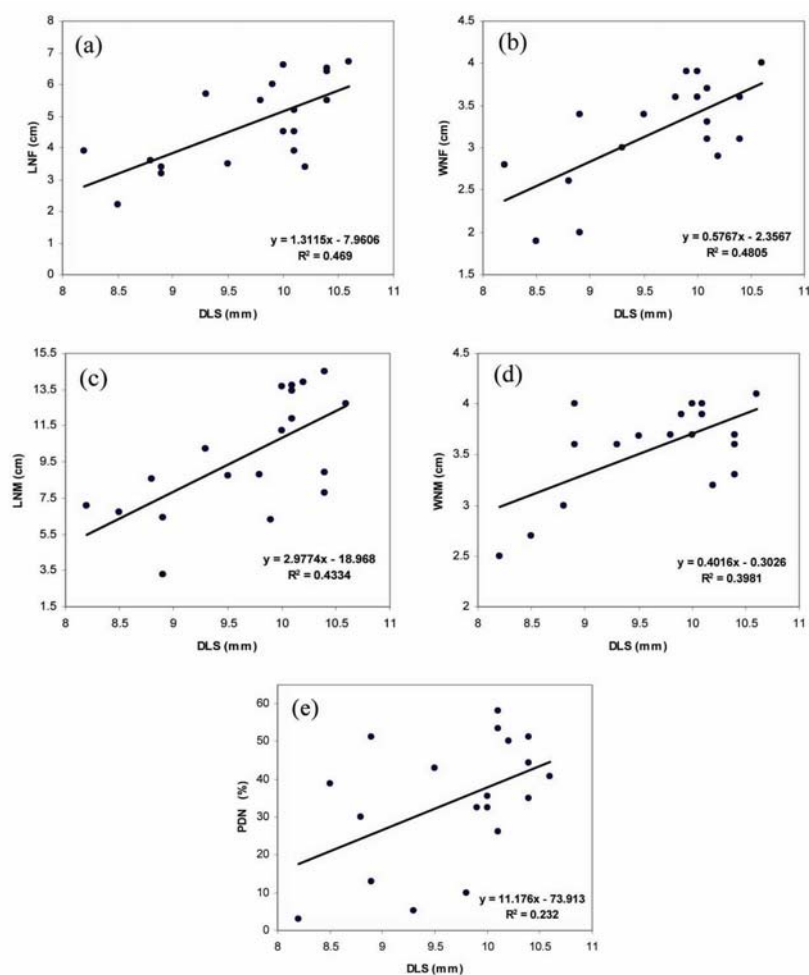 (a)
8
7
6
5
4
3
2
1
0
LNF (cm)
8 8.5 9 9.5 10 10.5 11
DLS (mm)
y = 1.3115x - 7.9606
R² = 0.469
(b)
4.5
4
3.5
3
2.5
2
1.5
WNF (cm)
8 8.5 9 9.5 10 10.5 11
DLS (mm)
y = 0.5767x - 2.3567
R² = 0.4805
(c)
15.5
13.5
11.5
9.5
7.5
5.5
3.5
1.5
LNM (cm)
8 8.5 9 9.5 10 10.5 11
DLS (mm)
y = 2.9774x - 18.968
R² = 0.4334
(d)
4.5
4
3.5
3
2.5
2
WNM (cm)
8 8.5 9 9.5 10 10.5 11
DLS (mm)
y = 0.4016x - 0.3026
R² = 0.3981
(e)
60
50
40
30
20
10
0
PDN (%)
8 8.5 9 9.5 10 10.5 11
DLS (mm)
y = 11.176x - 73.913
R² = 0.232